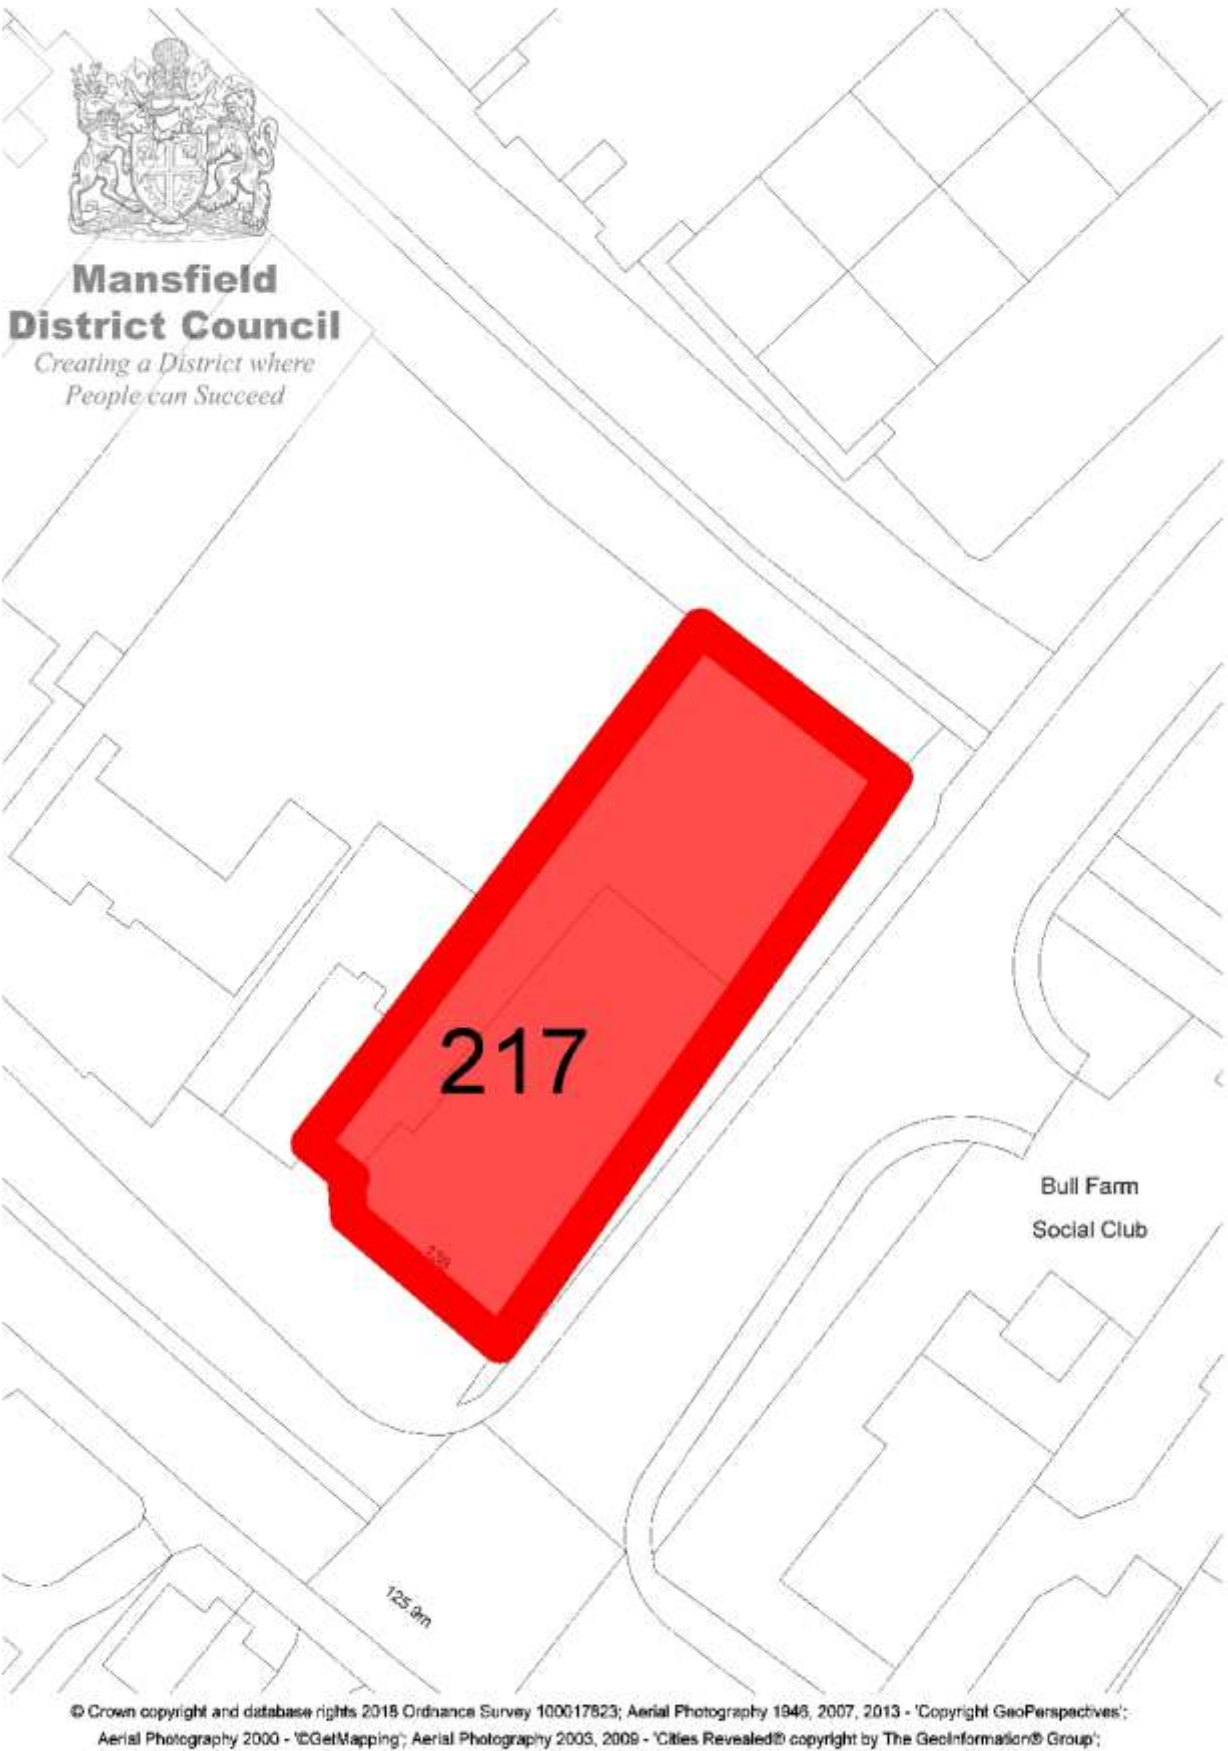 Mansfield
District Council
Creating a District where
People can Succeed
217
Bull Farm
Social Club
125.9m
© Crown copyright and database rights 2018 Ordnance Survey 100017823; Aerial Photography 1946, 2007, 2013 - 'Copyright GeoPerspectives';
Aerial Photography 2000 - '©GetMapping'; Aerial Photography 2003, 2009 - 'Cities Revealed® copyright by The GeoInformation® Group';